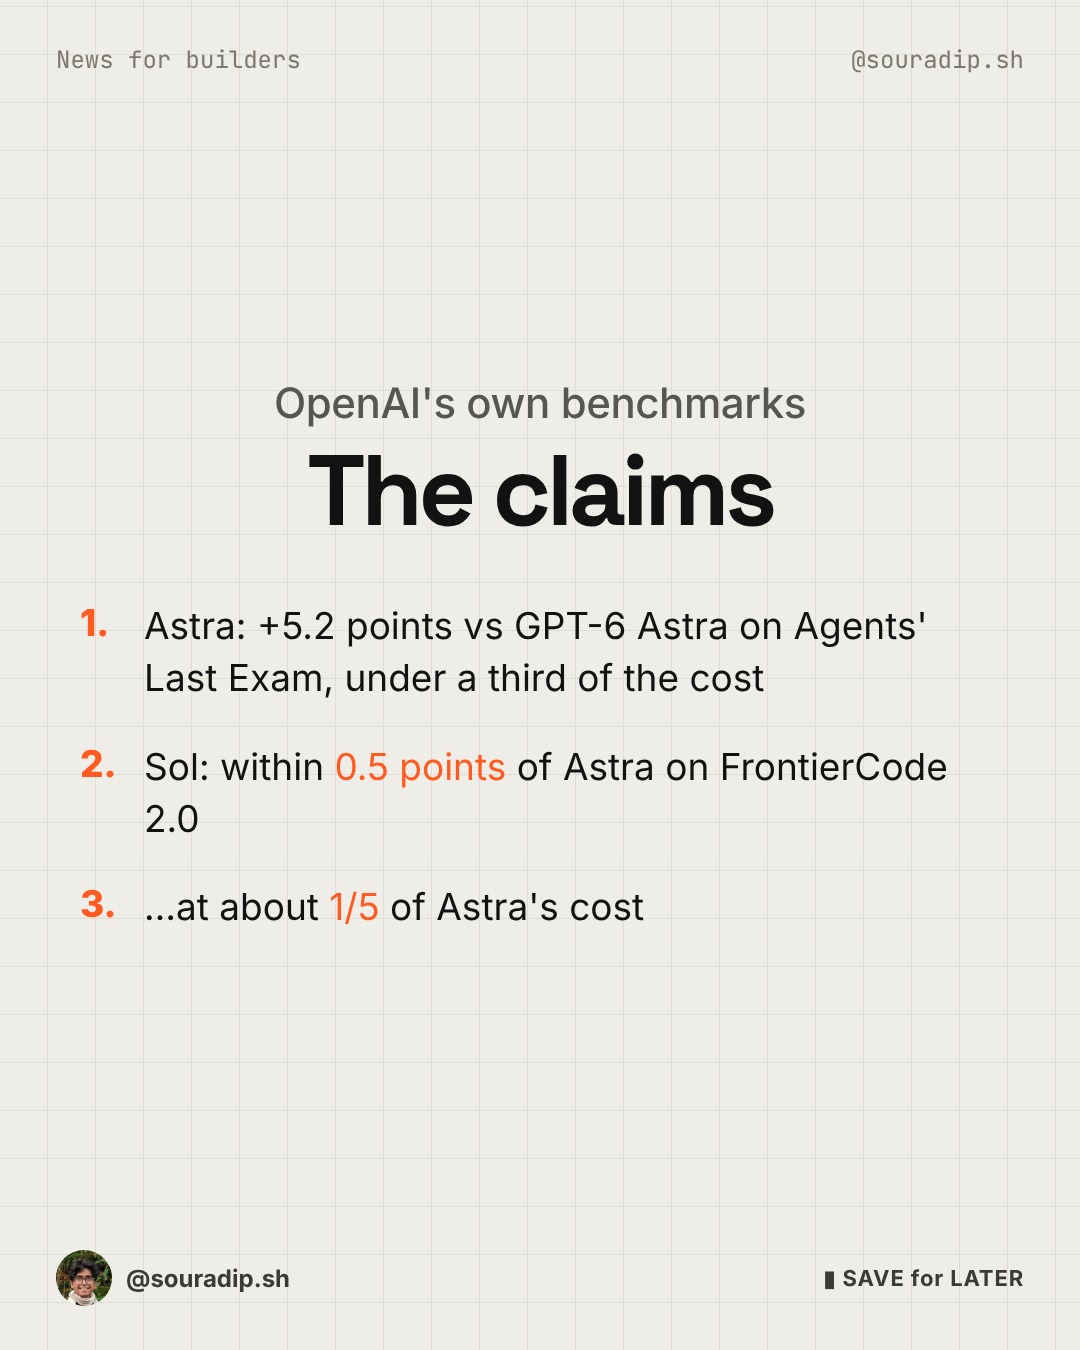 News for builders
@souradip.sh
OpenAI's own benchmarks
The claims
1. Astra: +5.2 points vs GPT-6 Astra on Agents'
Last Exam, under a third of the cost
2. Sol: within 0.5 points of Astra on FrontierCode
2.0
3. ...at about 1/5 of Astra's cost
@souradip.sh
SAVE for LATER